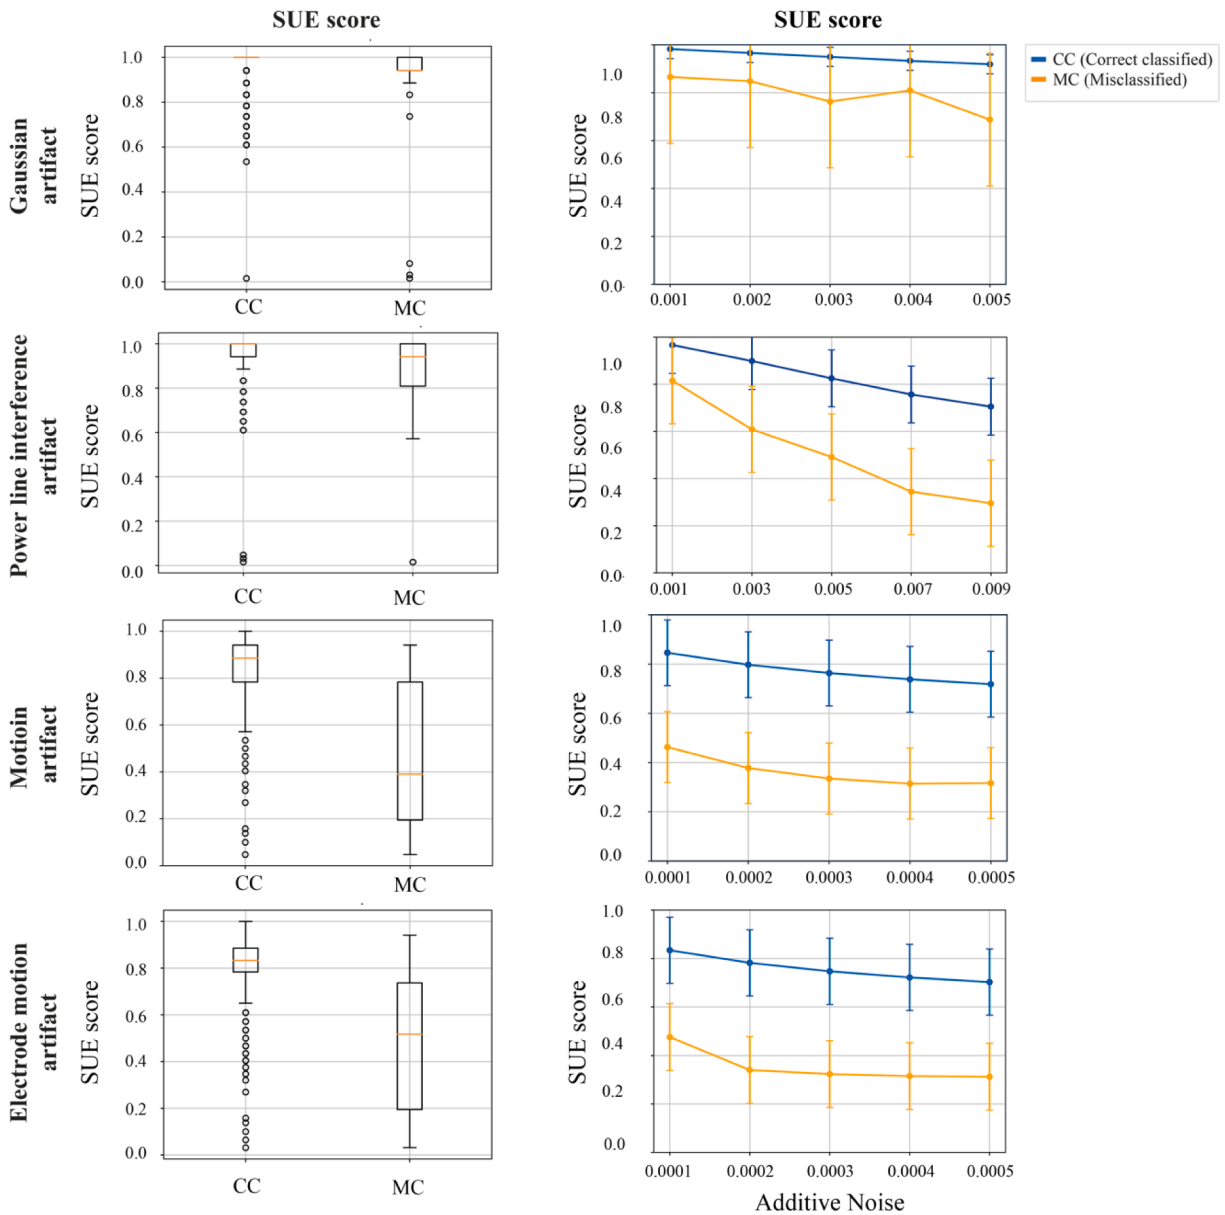 SUE score
SUE score
Gaussian
artifact
SUE score
1.0
0.8
0.6
0.4
0.2
0.0
CC
MC
SUE score
1.0
0.8
0.6
0.4
0.2
0.0
0.001
0.002
0.003
0.004
0.005
CC (Correct classified)
MC (Misclassified)
Power line interference
artifact
SUE score
1.0
0.8
0.6
0.4
0.2
0.0
CC
MC
SUE score
1.0
0.8
0.6
0.4
0.2
0.0
0.001
0.003
0.005
0.007
0.009
Motioin
artifact
SUE score
1.0
0.8
0.6
0.4
0.2
0.0
CC
MC
SUE score
1.0
0.8
0.6
0.4
0.2
0.0
0.0001
0.0002
0.0003
0.0004
0.0005
Electrode motion
artifact
SUE score
1.0
0.8
0.6
0.4
0.2
0.0
CC
MC
SUE score
1.0
0.8
0.6
0.4
0.2
0.0
0.0001
0.0002
0.0003
0.0004
0.0005
Additive Noise